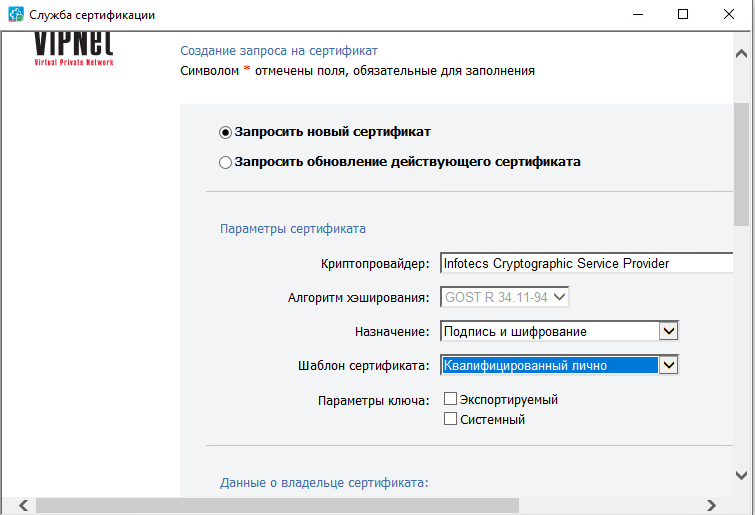 Служба сертификации
ViPNet
Virtual Private Network
Создание запроса на сертификат
Символом * отмечены поля, обязательные для заполнения
Запросить новый сертификат
Запросить обновление действующего сертификата
Параметры сертификата
Криптопровайдер: Infotecs Cryptographic Service Provider
Алгоритм хэширования: GOST R 34.11-94
Назначение: Подпись и шифрование
Шаблон сертификата: Квалифицированный лично
Параметры ключа: Экспортируемый
Системный
Данные о владельце сертификата: